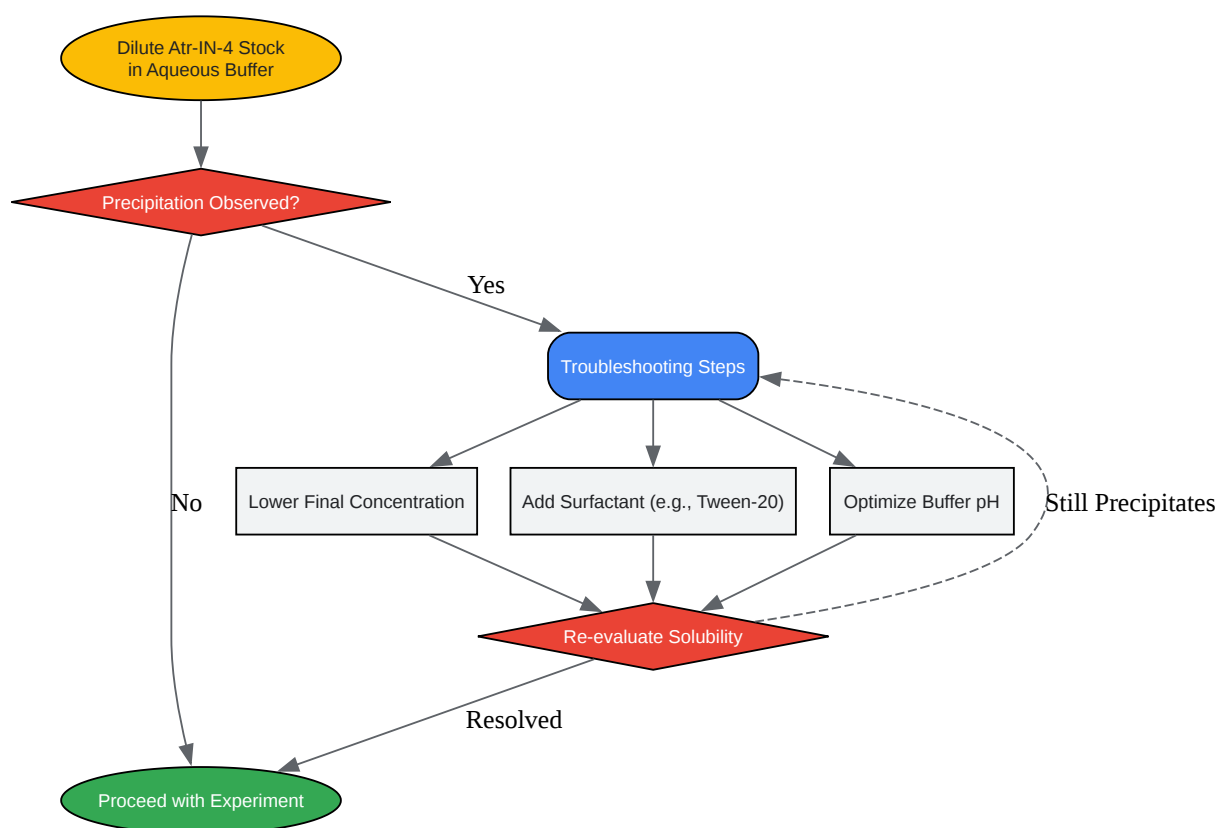 Dilute Atr-IN-4 Stock
in Aqueous Buffer
Precipitation Observed?
Yes
Troubleshooting Steps
Lower Final Concentration
Add Surfactant (e.g., Tween-20)
Optimize Buffer pH
No
Still Precipitates
Re-evaluate Solubility
Resolved
Proceed with Experiment